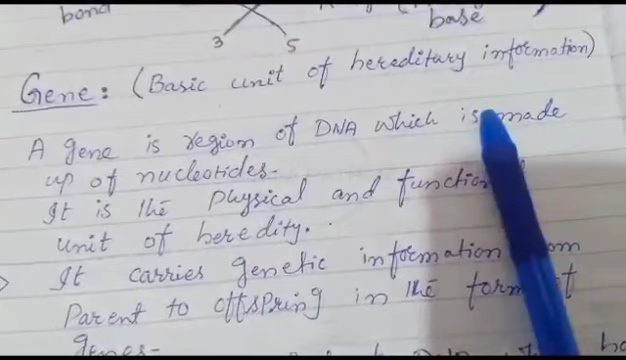 bond
base
3 5
Gene: (Basic unit of hereditary information)
A gene is region of DNA which is made
up of nucleotides.
It is the physical and function
unit of heredity.
It carries genetic information om
Parent to offspring in the form
genes-